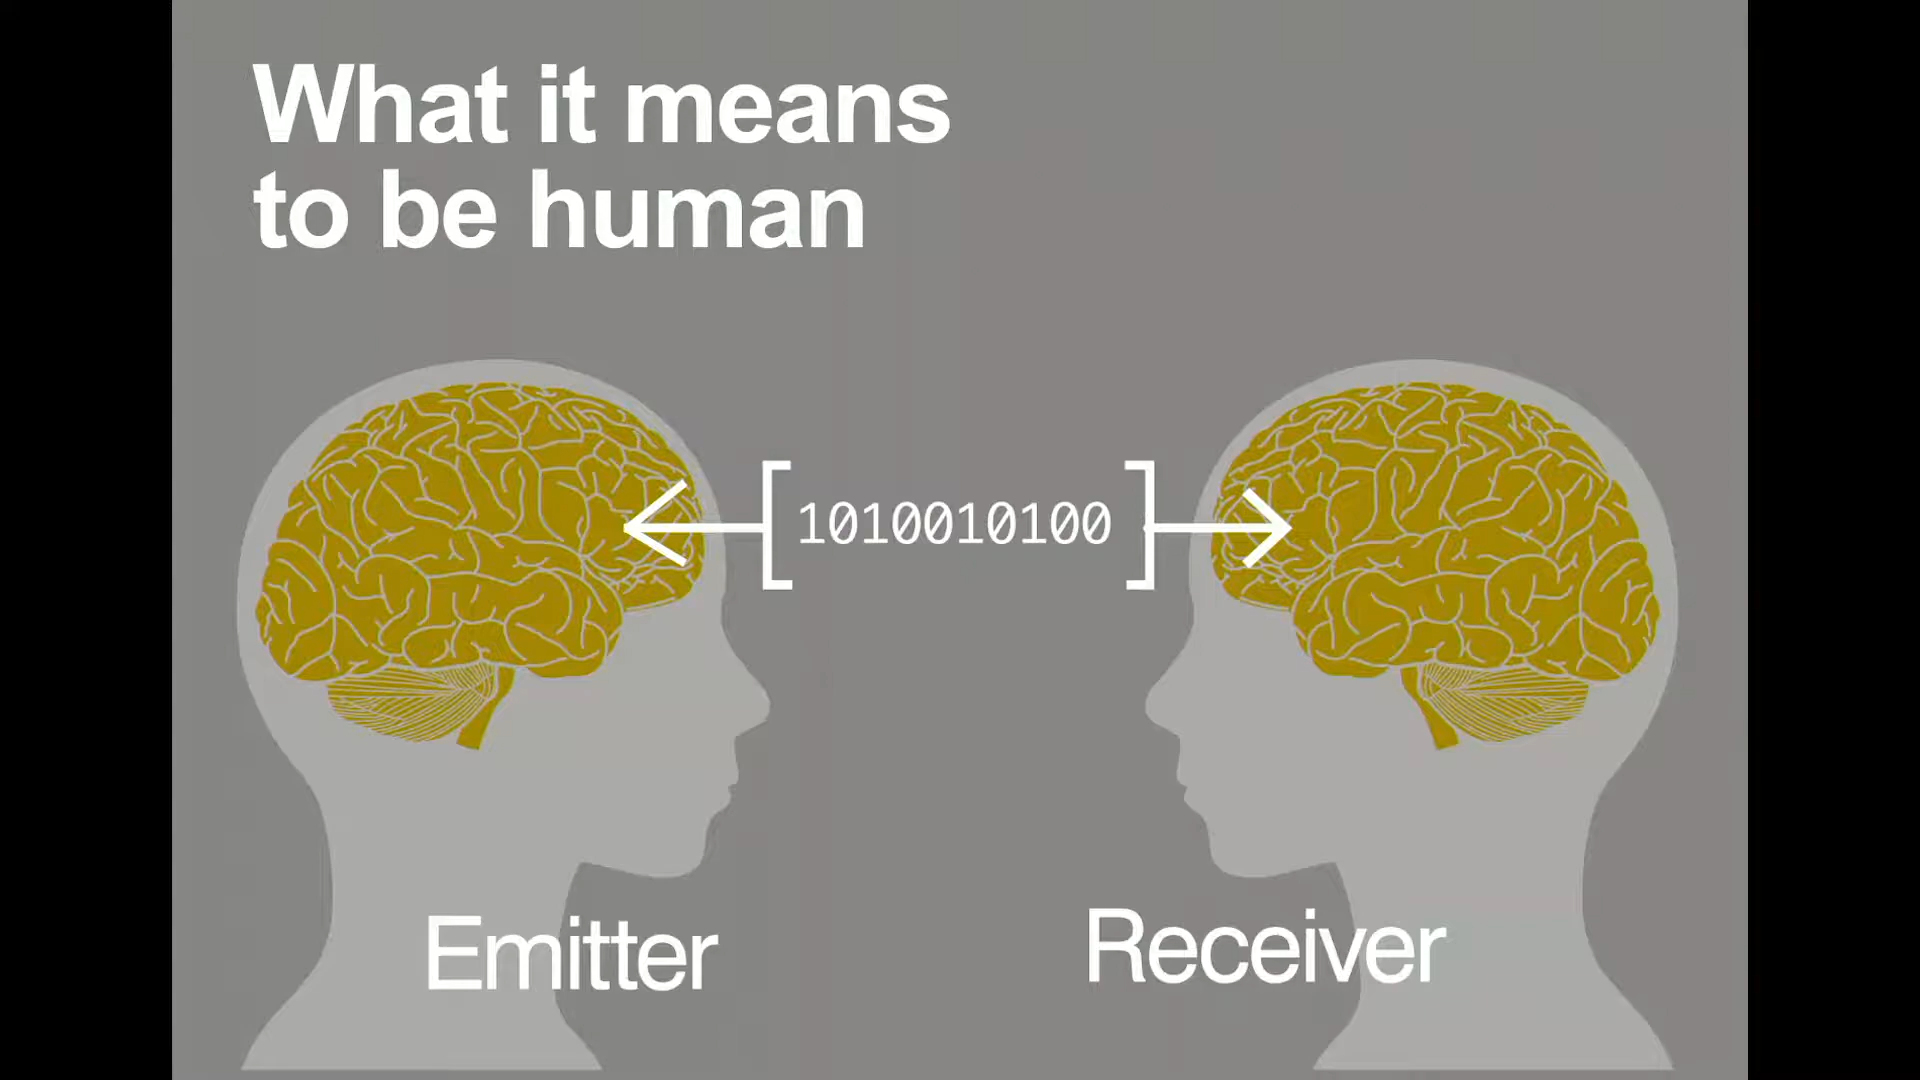 What it means
to be human
[1010010100]
Emitter
Receiver